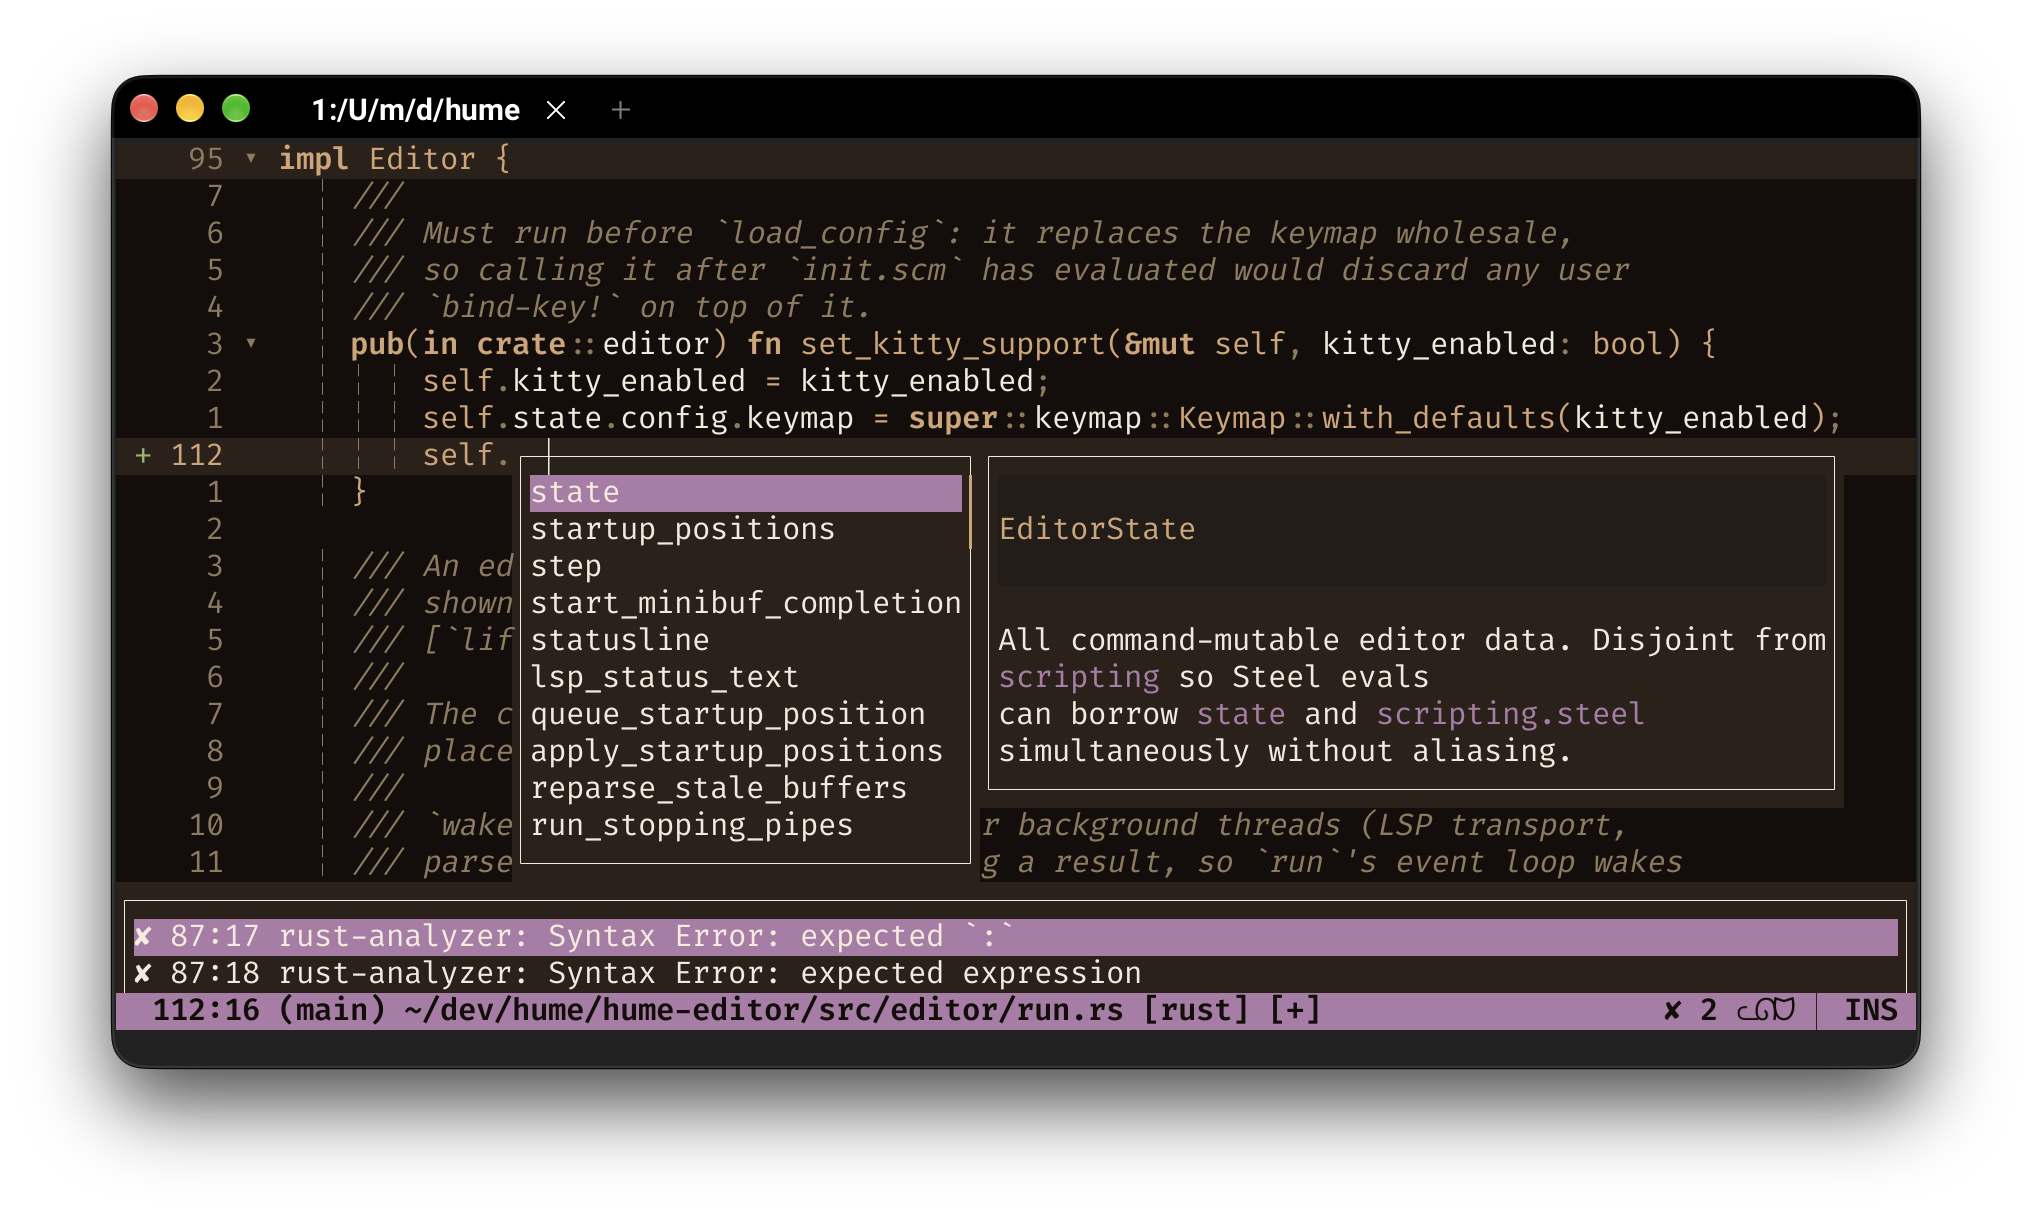 1:/U/m/d/hume × +
95 ▾ impl Editor {
7 ///
6 /// Must run before `load_config`: it replaces the keymap wholesale,
5 /// so calling it after `init.scm` has evaluated would discard any user
4 /// `bind-key!` on top of it.
3 ▾ pub(in crate::editor) fn set_kitty_support(&mut self, kitty_enabled: bool) {
2 self.kitty_enabled = kitty_enabled;
1 self.state.config.keymap = super::keymap::Keymap::with_defaults(kitty_enabled);
+ 112 self.
1 }
2
3 /// An ed
4 /// shown
5 /// [`lif
6 ///
7 /// The c
8 /// place
9 ///
10 /// `wake
11 /// parse
state
startup_positions
step
start_minibuf_completion
statusline
lsp_status_text
queue_startup_position
apply_startup_positions
reparse_stale_buffers
run_stopping_pipes
EditorState
All command-mutable editor data. Disjoint from
scripting so Steel evals
can borrow state and scripting.steel
simultaneously without aliasing.
r background threads (LSP transport,
g a result, so `run`'s event loop wakes
✘ 87:17 rust-analyzer: Syntax Error: expected `:`
✘ 87:18 rust-analyzer: Syntax Error: expected expression
112:16 (main) ~/dev/hume/hume-editor/src/editor/run.rs [rust] [+] ✘ 2 INS